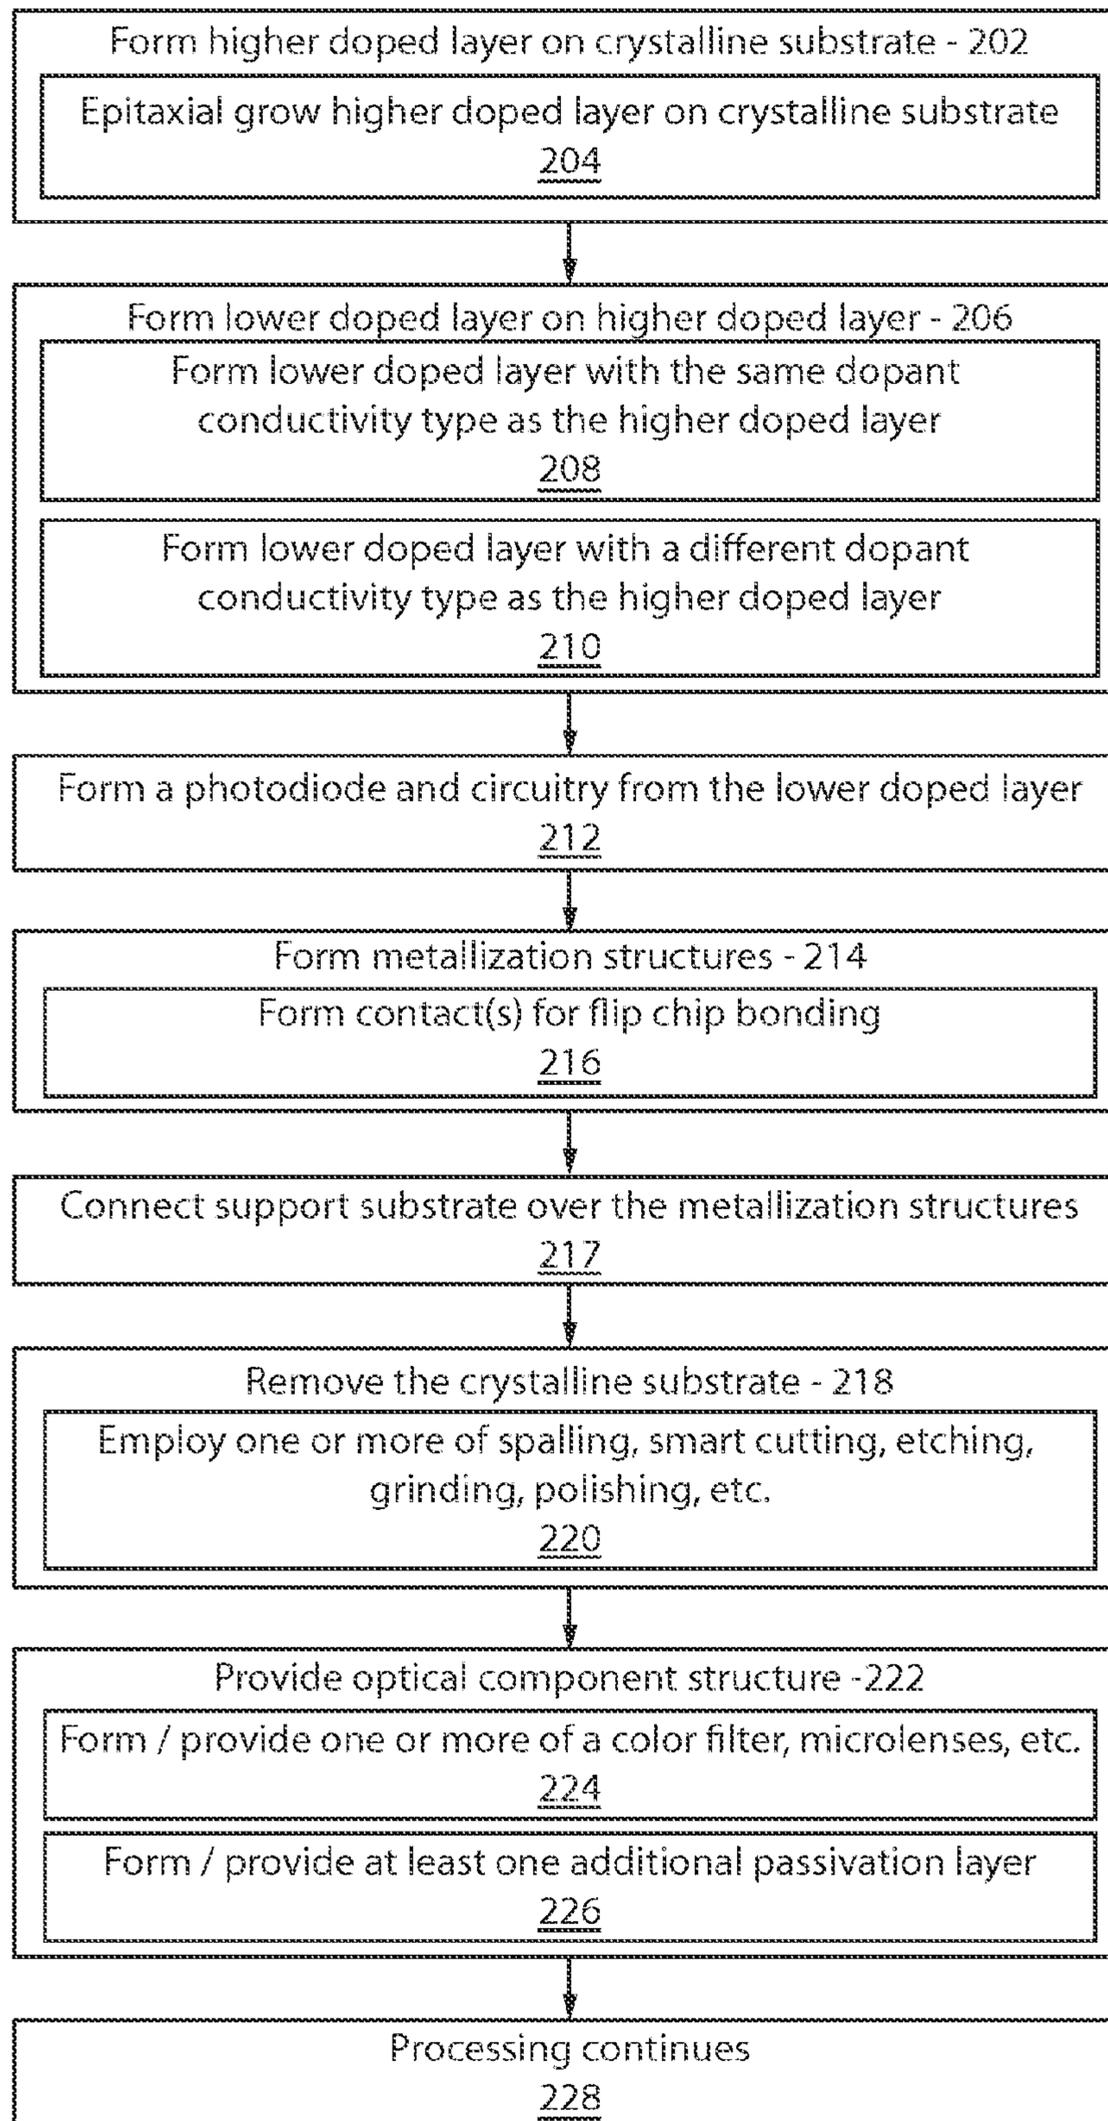 Form higher doped layer on crystalline substrate - 202
Epitaxial grow higher doped layer on crystalline substrate
204
Form lower doped layer on higher doped layer - 206
Form lower doped layer with the same dopant
conductivity type as the higher doped layer
208
Form lower doped layer with a different dopant
conductivity type as the higher doped layer
210
Form a photodiode and circuitry from the lower doped layer
212
Form metallization structures - 214
Form contact(s) for flip chip bonding
216
Connect support substrate over the metallization structures
217
Remove the crystalline substrate - 218
Employ one or more of spalling, smart cutting, etching,
grinding, polishing, etc.
220
Provide optical component structure -222
Form / provide one or more of a color filter, microlenses, etc.
224
Form / provide at least one additional passivation layer
226
Processing continues
228